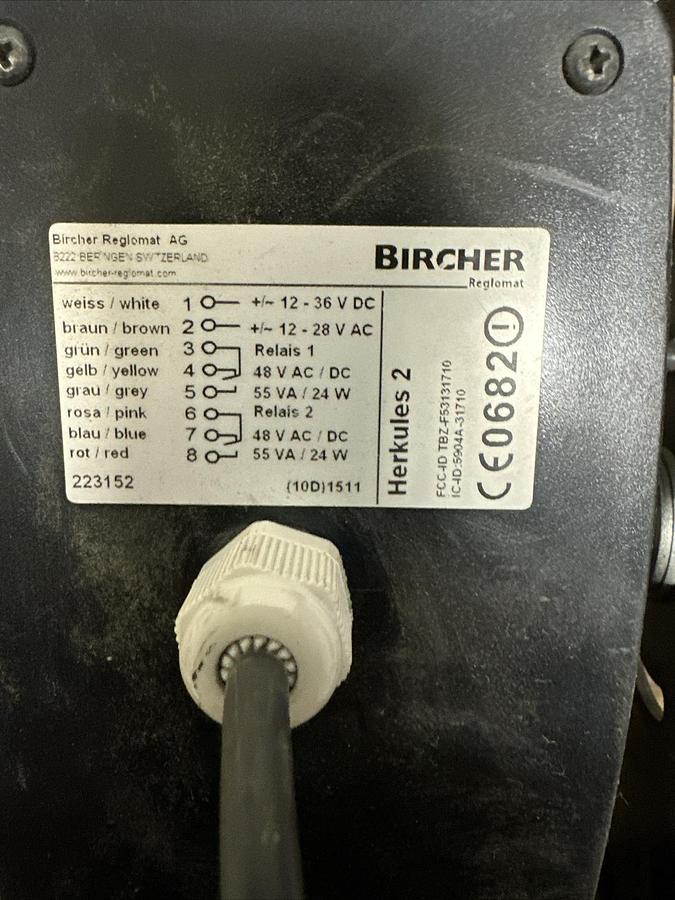 Bircher Reglomat AG
8222 BERINGEN SWITZERLAND
www.bircher-reglomat.com
BIRCHER
Reglomat
weiss / white 1 +/~ 12 - 36 V DC
braun / brown 2 +/~ 12 - 28 V AC
grün / green 3 Relais 1
gelb / yellow 4 48 V AC / DC
grau / grey 5 55 VA / 24 W
rosa / pink 6 Relais 2
blau / blue 7 48 V AC / DC
rot / red 8 55 VA / 24 W
223152 (10D)1511
Herkules 2
FCC-ID TBZ-F53131710
IC-ID:5904A-31710
CE0682